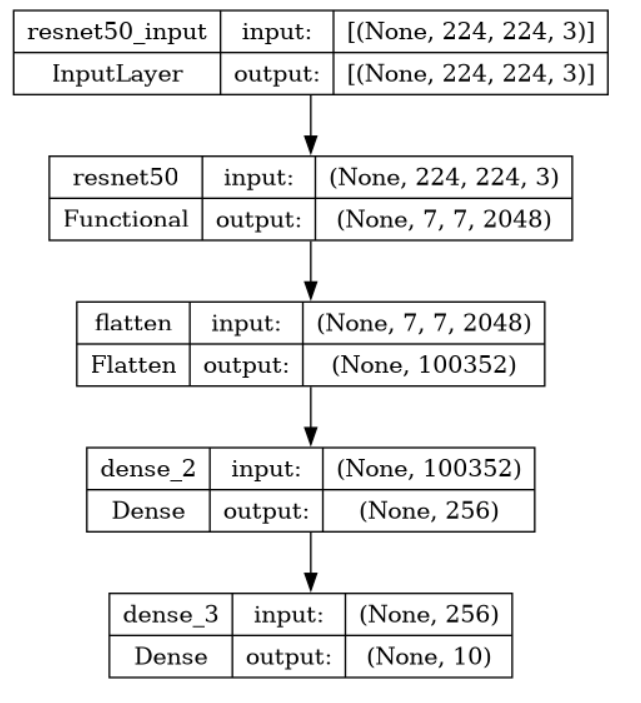 resnet50_input input: [(None, 224, 224, 3)]
InputLayer output: [(None, 224, 224, 3)]
resnet50 input: (None, 224, 224, 3)
Functional output: (None, 7, 7, 2048)
flatten input: (None, 7, 7, 2048)
Flatten output: (None, 100352)
dense_2 input: (None, 100352)
Dense output: (None, 256)
dense_3 input: (None, 256)
Dense output: (None, 10)